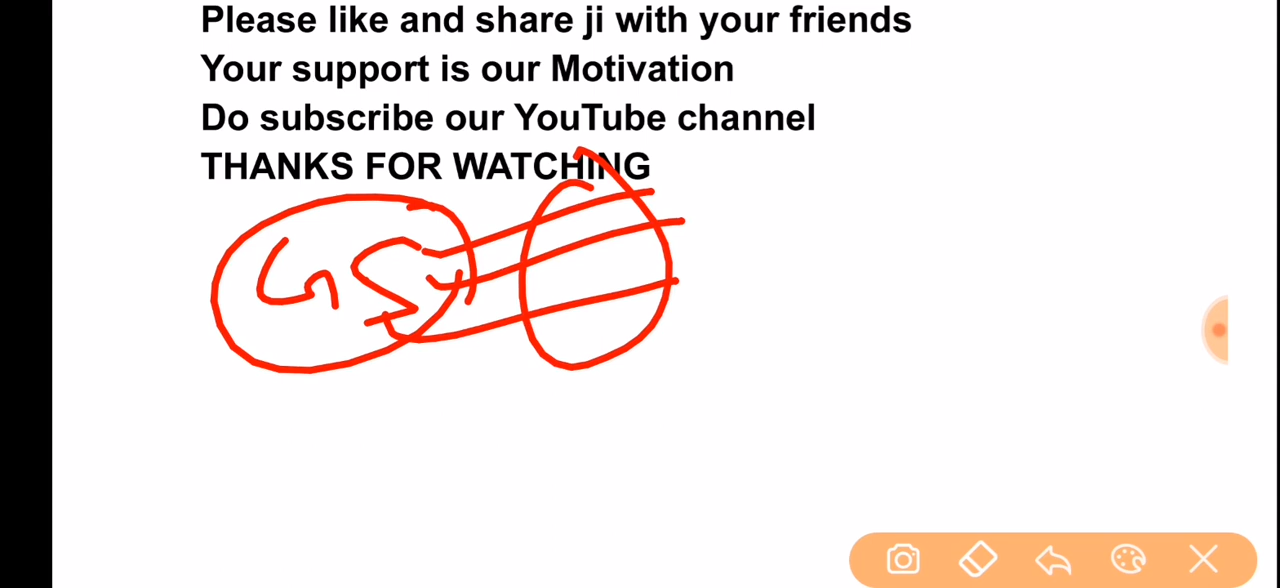 Please like and share ji with your friends
Your support is our Motivation
Do subscribe our YouTube channel
THANKS FOR WATCHING
GS